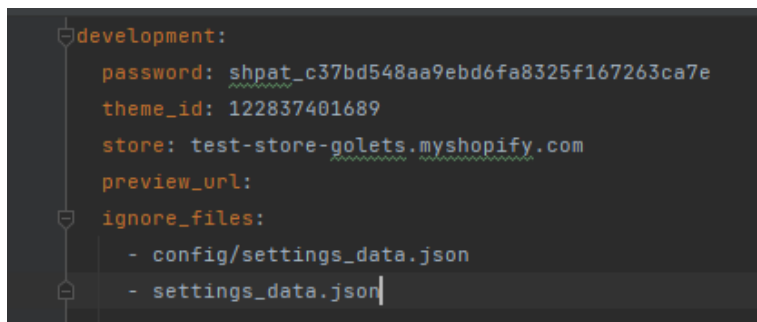 development:
password: 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
theme_id: 122837401689
store: test-store-golets.myshopify.com
preview_url:
ignore_files:
- config/settings_data.json
- settings_data.json